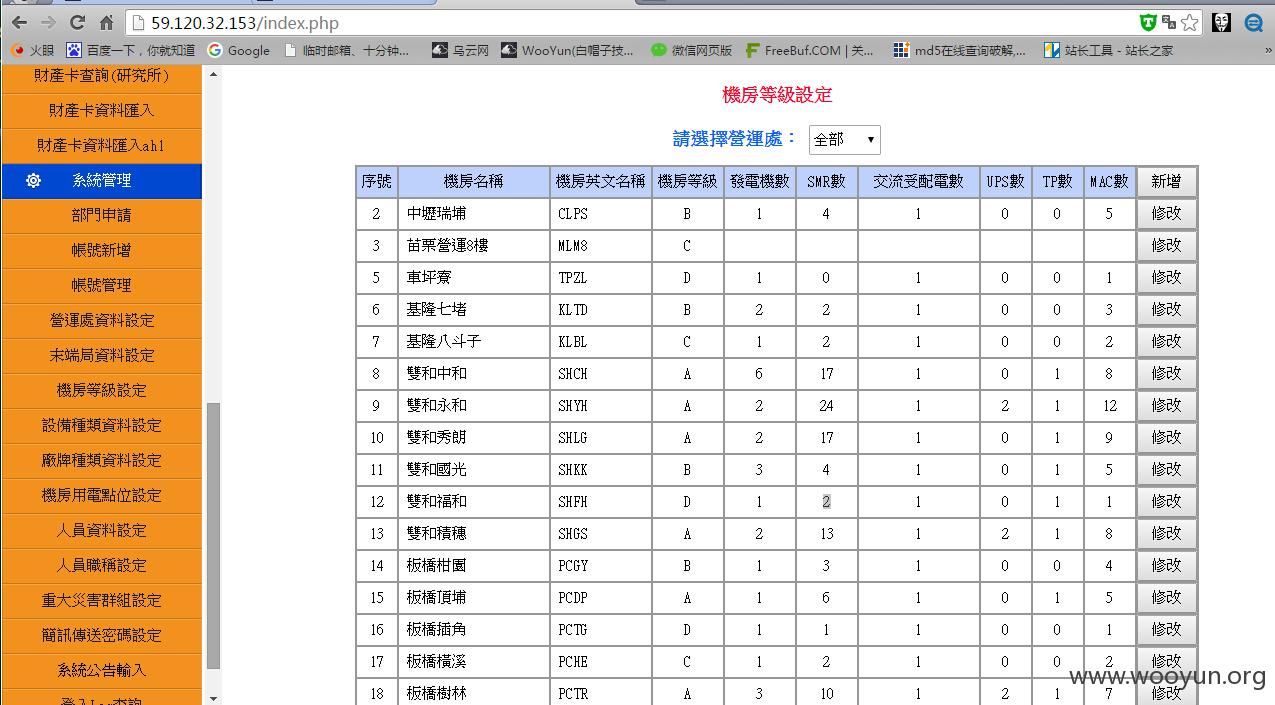 59.120.32.153/index.php
火眼 百度一下，你就知道 Google 临时邮箱、十分钟... 乌云网 WooYun(白帽子技... 微信网页版 FreeBuf.COM | 关... md5在线查询破解,... 站长工具 - 站长之家 »
財產卡查詢(研究所)
財產卡資料匯入
財產卡資料匯入ah1
系統管理
部門申請
帳號新增
帳號管理
營運處資料設定
末端局資料設定
機房等級設定
設備種類資料設定
廠牌種類資料設定
機房用電點位設定
人員資料設定
人員職稱設定
重大災害群組設定
簡訊傳送密碼設定
系統公告輸入
登入Log查詢
機房等級設定
請選擇營運處： 全部
序號 機房名稱 機房英文名稱 機房等級 發電機數 SMR數 交流受配電數 UPS數 TP數 MAC數 新增
2 中壢瑞埔 CLPS B 1 4 1 0 0 5 修改
3 苗栗營運8樓 MLM8 C 修改
5 車坪寮 TPZL D 1 0 1 0 0 1 修改
6 基隆七堵 KLTD B 2 2 1 0 0 3 修改
7 基隆八斗子 KLBL C 1 2 1 0 0 2 修改
8 雙和中和 SHCH A 6 17 1 0 1 8 修改
9 雙和永和 SHYH A 2 24 1 2 1 12 修改
10 雙和秀朗 SHLG A 2 17 1 0 1 9 修改
11 雙和國光 SHKK B 3 4 1 0 1 5 修改
12 雙和福和 SHFH D 1 2 1 0 1 1 修改
13 雙和積穗 SHGS A 2 13 1 2 1 8 修改
14 板橋柑園 PCGY B 1 3 1 0 0 4 修改
15 板橋頂埔 PCDP A 1 6 1 0 1 5 修改
16 板橋插角 PCTG D 1 1 1 0 0 1 修改
17 板橋橫溪 PCHE C 1 2 1 0 0 2 修改
18 板橋樹林 PCTR A 3 10 1 2 1 7 修改
www.wooyun.org